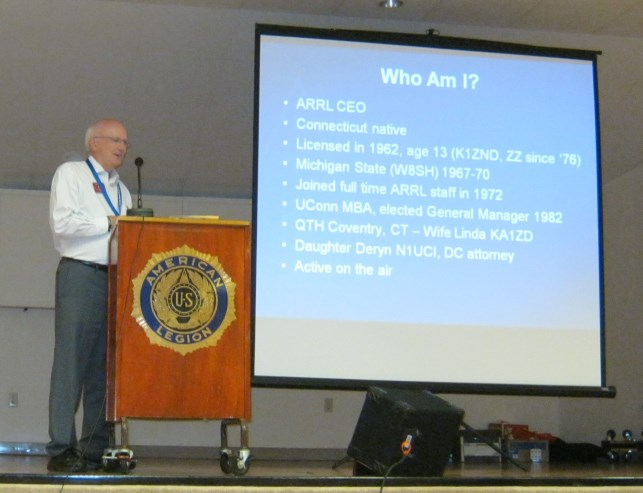 Who Am I?
• ARRL CEO
• Connecticut native
• Licensed in 1962, age 13 (K1ZND, ZZ since '76)
• Michigan State (W8SH) 1967-70
• Joined full time ARRL staff in 1972
• UConn MBA, elected General Manager 1982
• QTH Coventry, CT – Wife Linda KA1ZD
• Daughter Deryn N1UCI, DC attorney
• Active on the air
AMERICAN
U·S
LEGION